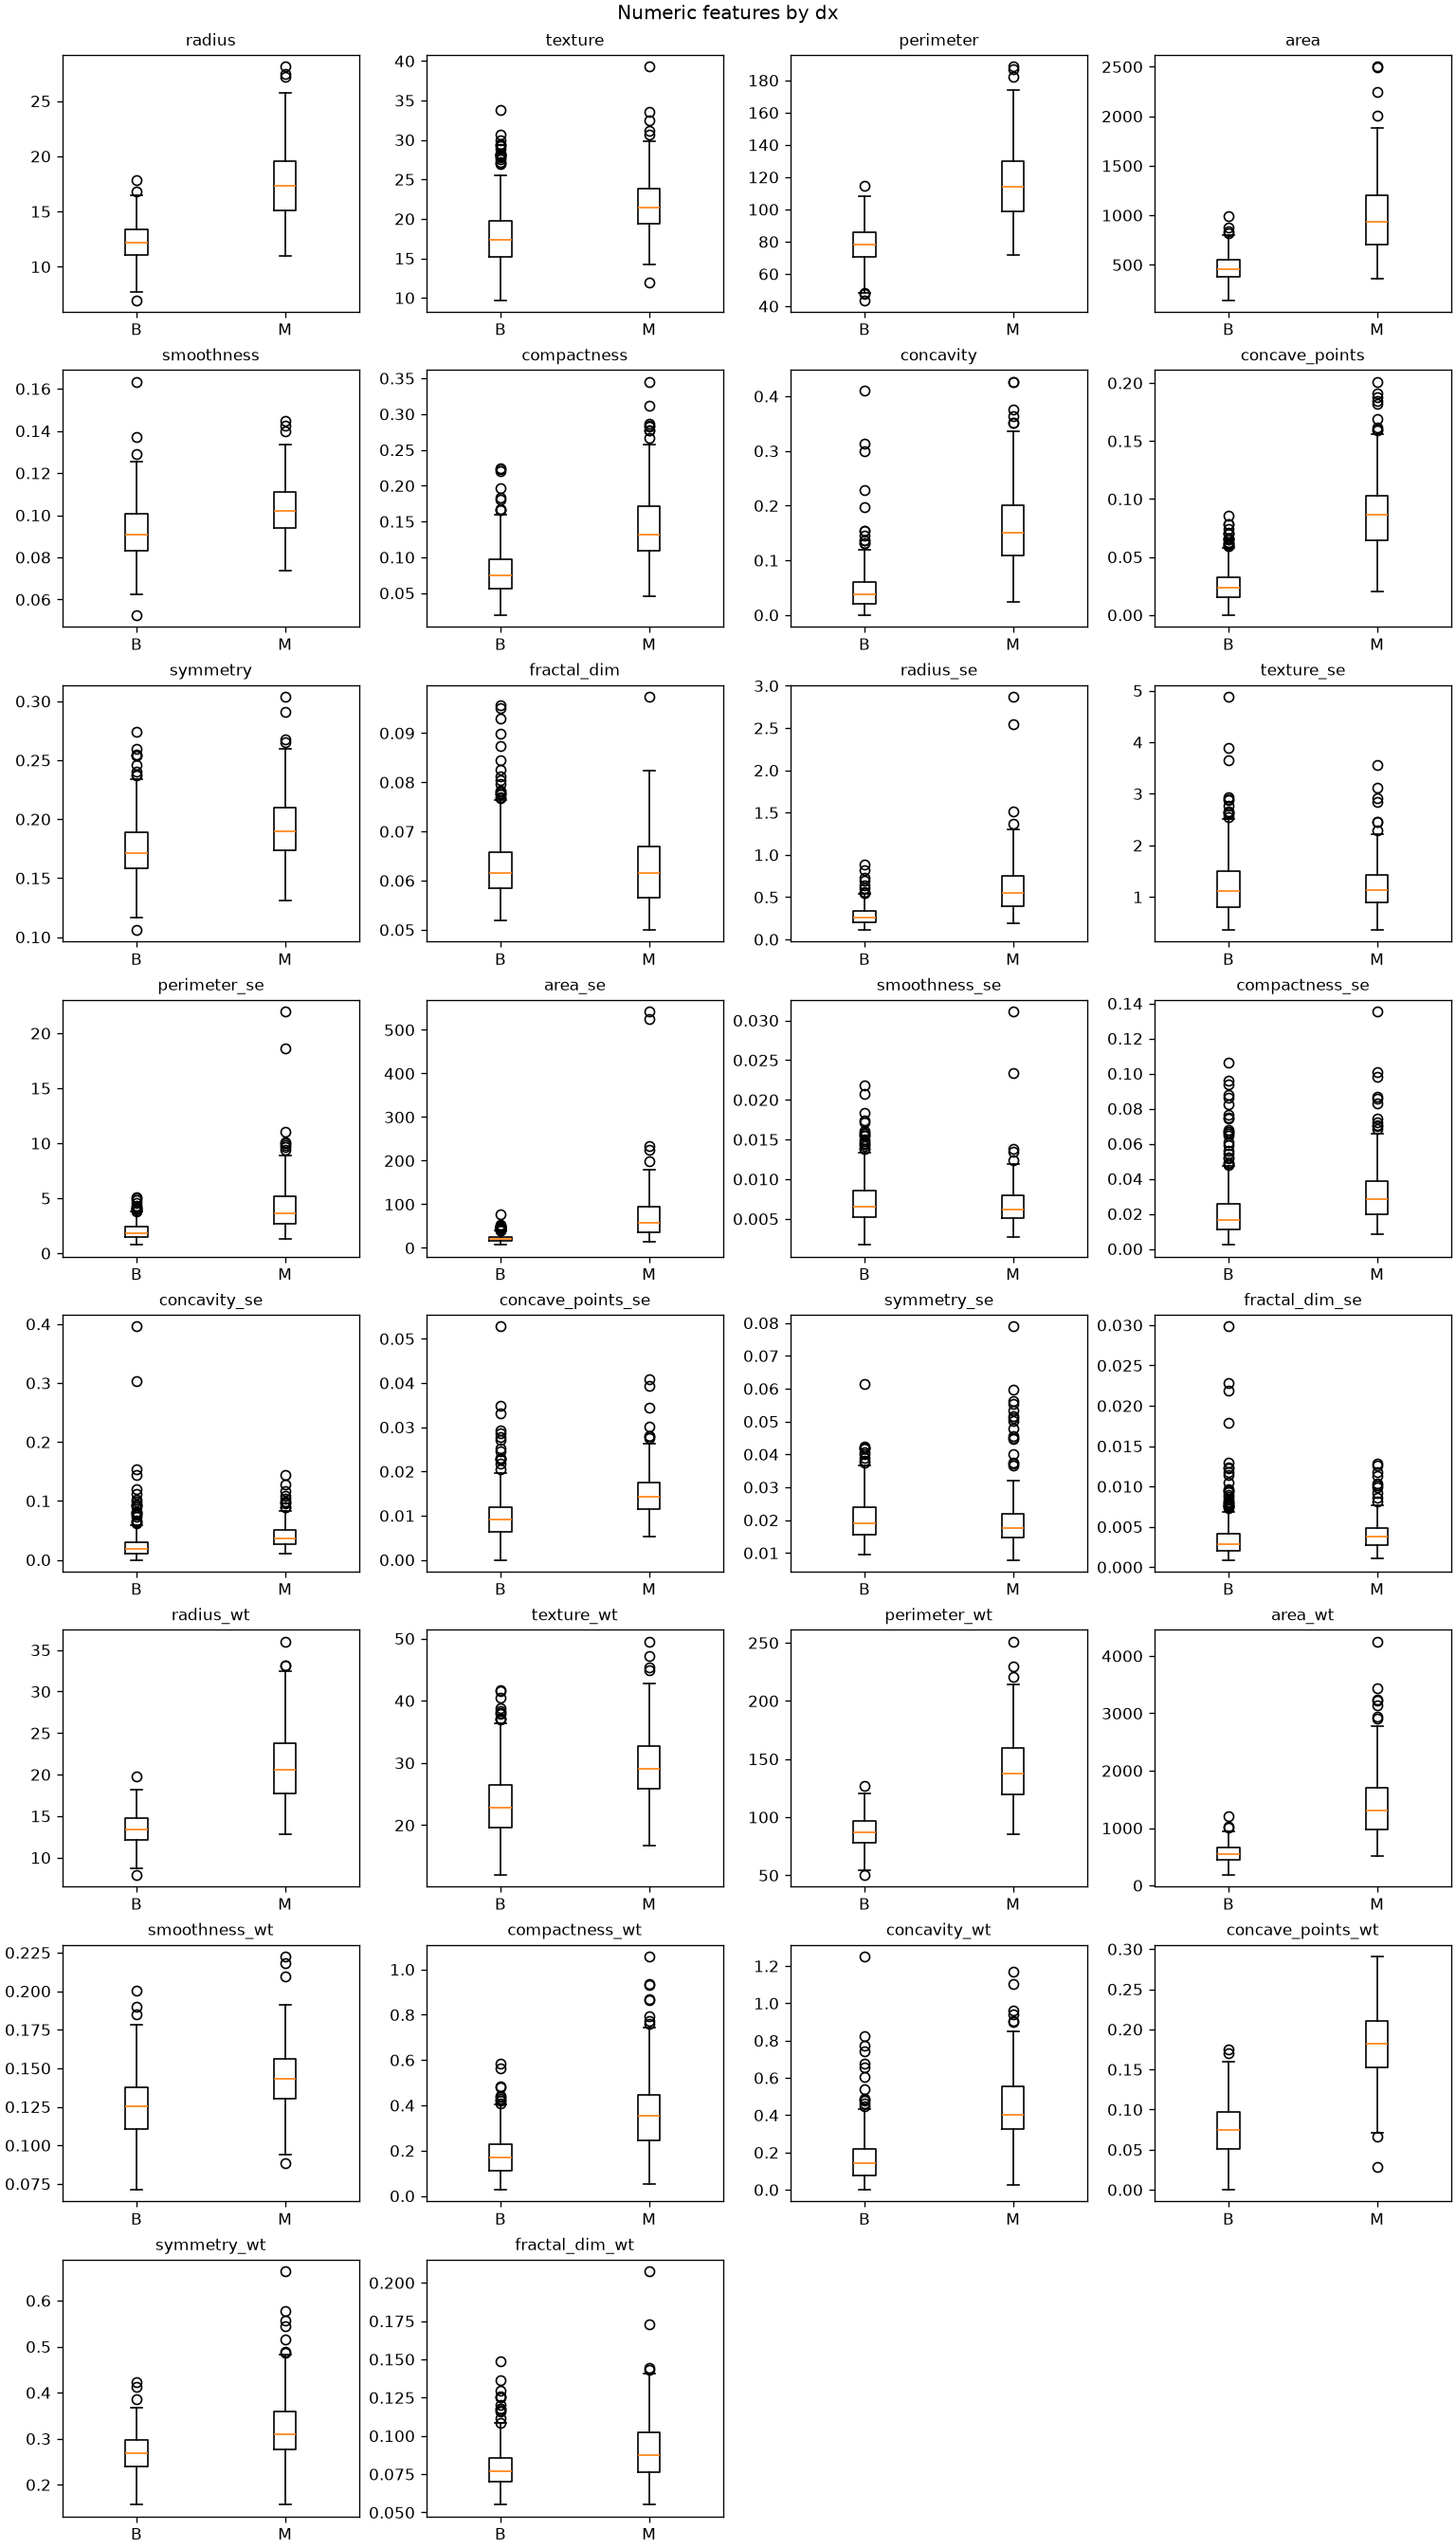 Numeric features by dx
radius texture perimeter area
25 20 15 10
B M
40 35 30 25 20 15 10
B M
180 160 140 120 100 80 60 40
B M
2500 2000 1500 1000 500
B M
smoothness compactness concavity concave_points
0.16 0.14 0.12 0.10 0.08 0.06
B M
0.35 0.30 0.25 0.20 0.15 0.10 0.05
B M
0.4 0.3 0.2 0.1 0.0
B M
0.20 0.15 0.10 0.05 0.00
B M
symmetry fractal_dim radius_se texture_se
0.30 0.25 0.20 0.15 0.10
B M
0.09 0.08 0.07 0.06 0.05
B M
3.0 2.5 2.0 1.5 1.0 0.5 0.0
B M
5 4 3 2 1
B M
perimeter_se area_se smoothness_se compactness_se
20 15 10 5 0
B M
500 400 300 200 100 0
B M
0.030 0.025 0.020 0.015 0.010 0.005
B M
0.14 0.12 0.10 0.08 0.06 0.04 0.02 0.00
B M
concavity_se concave_points_se symmetry_se fractal_dim_se
0.4 0.3 0.2 0.1 0.0
B M
0.05 0.04 0.03 0.02 0.01 0.00
B M
0.08 0.07 0.06 0.05 0.04 0.03 0.02 0.01
B M
0.030 0.025 0.020 0.015 0.010 0.005 0.000
B M
radius_wt texture_wt perimeter_wt area_wt
35 30 25 20 15 10
B M
50 40 30 20
B M
250 200 150 100 50
B M
4000 3000 2000 1000 0
B M
smoothness_wt compactness_wt concavity_wt concave_points_wt
0.225 0.200 0.175 0.150 0.125 0.100 0.075
B M
1.0 0.8 0.6 0.4 0.2 0.0
B M
1.2 1.0 0.8 0.6 0.4 0.2 0.0
B M
0.30 0.25 0.20 0.15 0.10 0.05 0.00
B M
symmetry_wt fractal_dim_wt
0.6 0.5 0.4 0.3 0.2
B M
0.200 0.175 0.150 0.125 0.100 0.075 0.050
B M